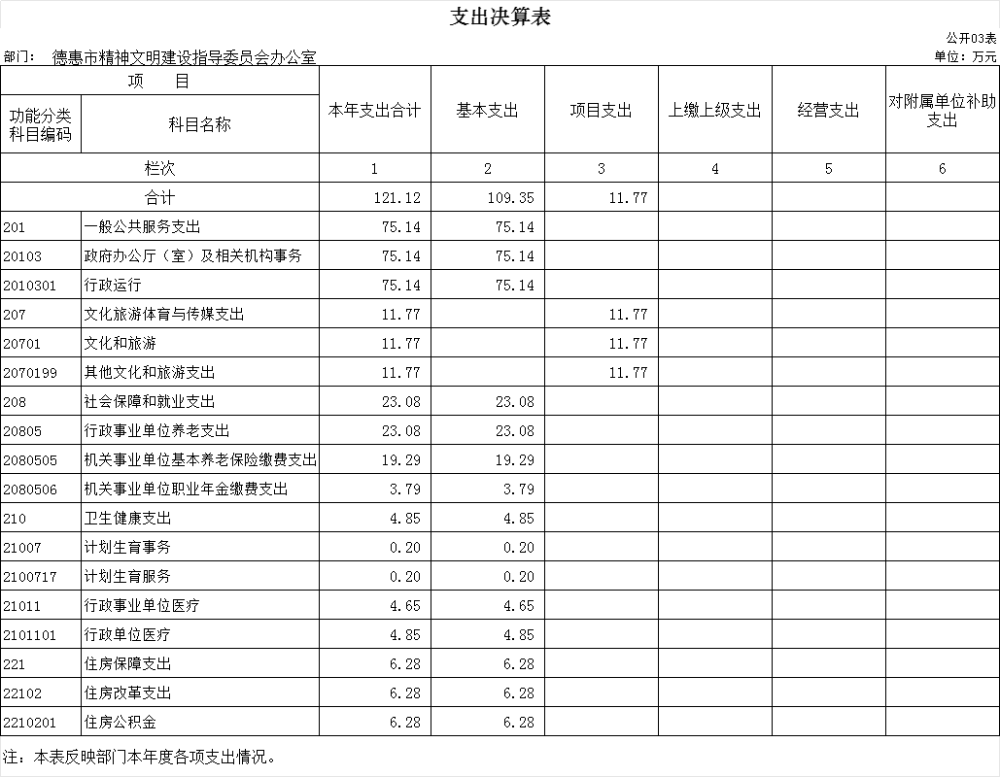 支出决算表
公开03表
部门： 德惠市精神文明建设指导委员会办公室 单位：万元
项 目 本年支出合计 基本支出 项目支出 上缴上级支出 经营支出 对附属单位补助支出
功能分类科目编码 科目名称
栏次 1 2 3 4 5 6
合计 121.12 109.35 11.77
201 一般公共服务支出 75.14 75.14
20103 政府办公厅（室）及相关机构事务 75.14 75.14
2010301 行政运行 75.14 75.14
207 文化旅游体育与传媒支出 11.77 11.77
20701 文化和旅游 11.77 11.77
2070199 其他文化和旅游支出 11.77 11.77
208 社会保障和就业支出 23.08 23.08
20805 行政事业单位养老支出 23.08 23.08
2080505 机关事业单位基本养老保险缴费支出 19.29 19.29
2080506 机关事业单位职业年金缴费支出 3.79 3.79
210 卫生健康支出 4.85 4.85
21007 计划生育事务 0.20 0.20
2100717 计划生育服务 0.20 0.20
21011 行政事业单位医疗 4.65 4.65
2101101 行政单位医疗 4.85 4.85
221 住房保障支出 6.28 6.28
22102 住房改革支出 6.28 6.28
2210201 住房公积金 6.28 6.28
注：本表反映部门本年度各项支出情况。